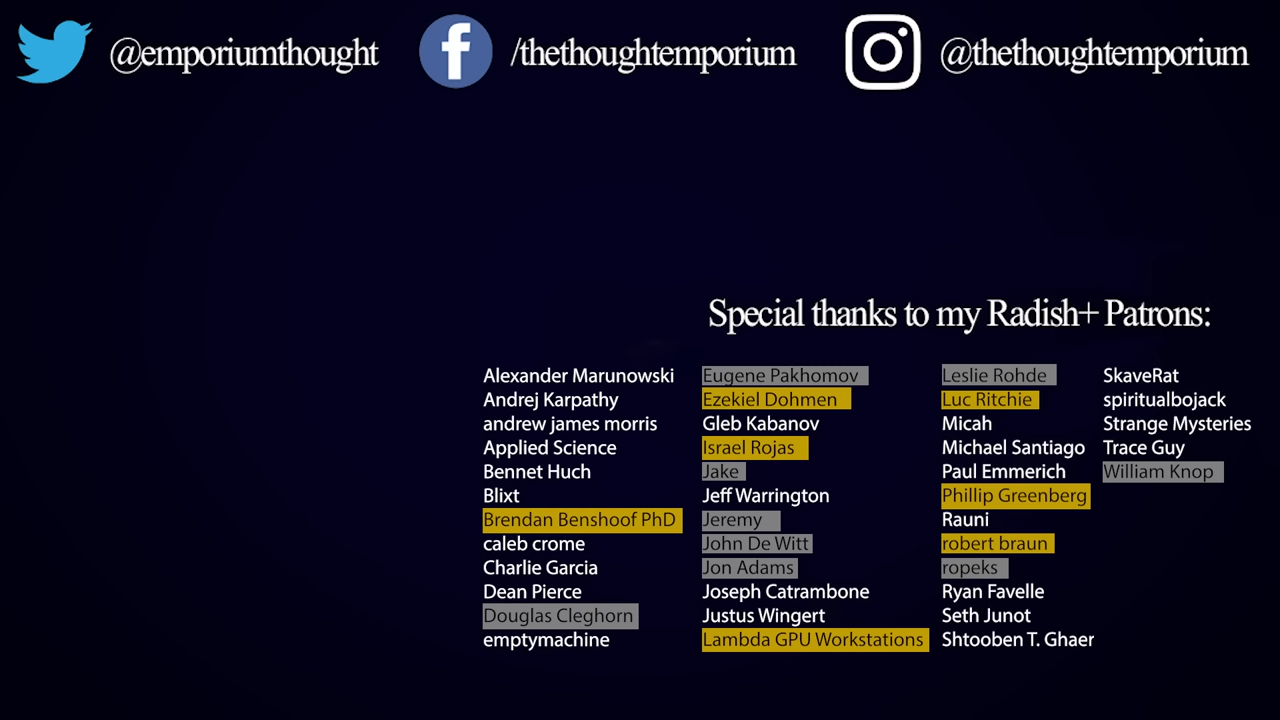 @emporiumthought
/thethoughtemporium
@thethoughtemporium
Special thanks to my Radish+ Patrons:
Alexander Marunowski
Andrej Karpathy
andrew james morris
Applied Science
Bennet Huch
Blixt
Brendan Benshoof PhD
caleb crome
Charlie Garcia
Dean Pierce
Douglas Cleghorn
emptymachine
Eugene Pakhomov
Ezekiel Dohmen
Gleb Kabanov
Israel Rojas
Jake
Jeff Warrington
Jeremy
John De Witt
Jon Adams
Joseph Catrambone
Justus Wingert
Lambda GPU Workstations
Leslie Rohde
Luc Ritchie
Micah
Michael Santiago
Paul Emmerich
Phillip Greenberg
Rauni
robert braun
ropeks
Ryan Favelle
Seth Junot
Shtooben T. Ghaer
SkaveRat
spiritualbojack
Strange Mysteries
Trace Guy
William Knop